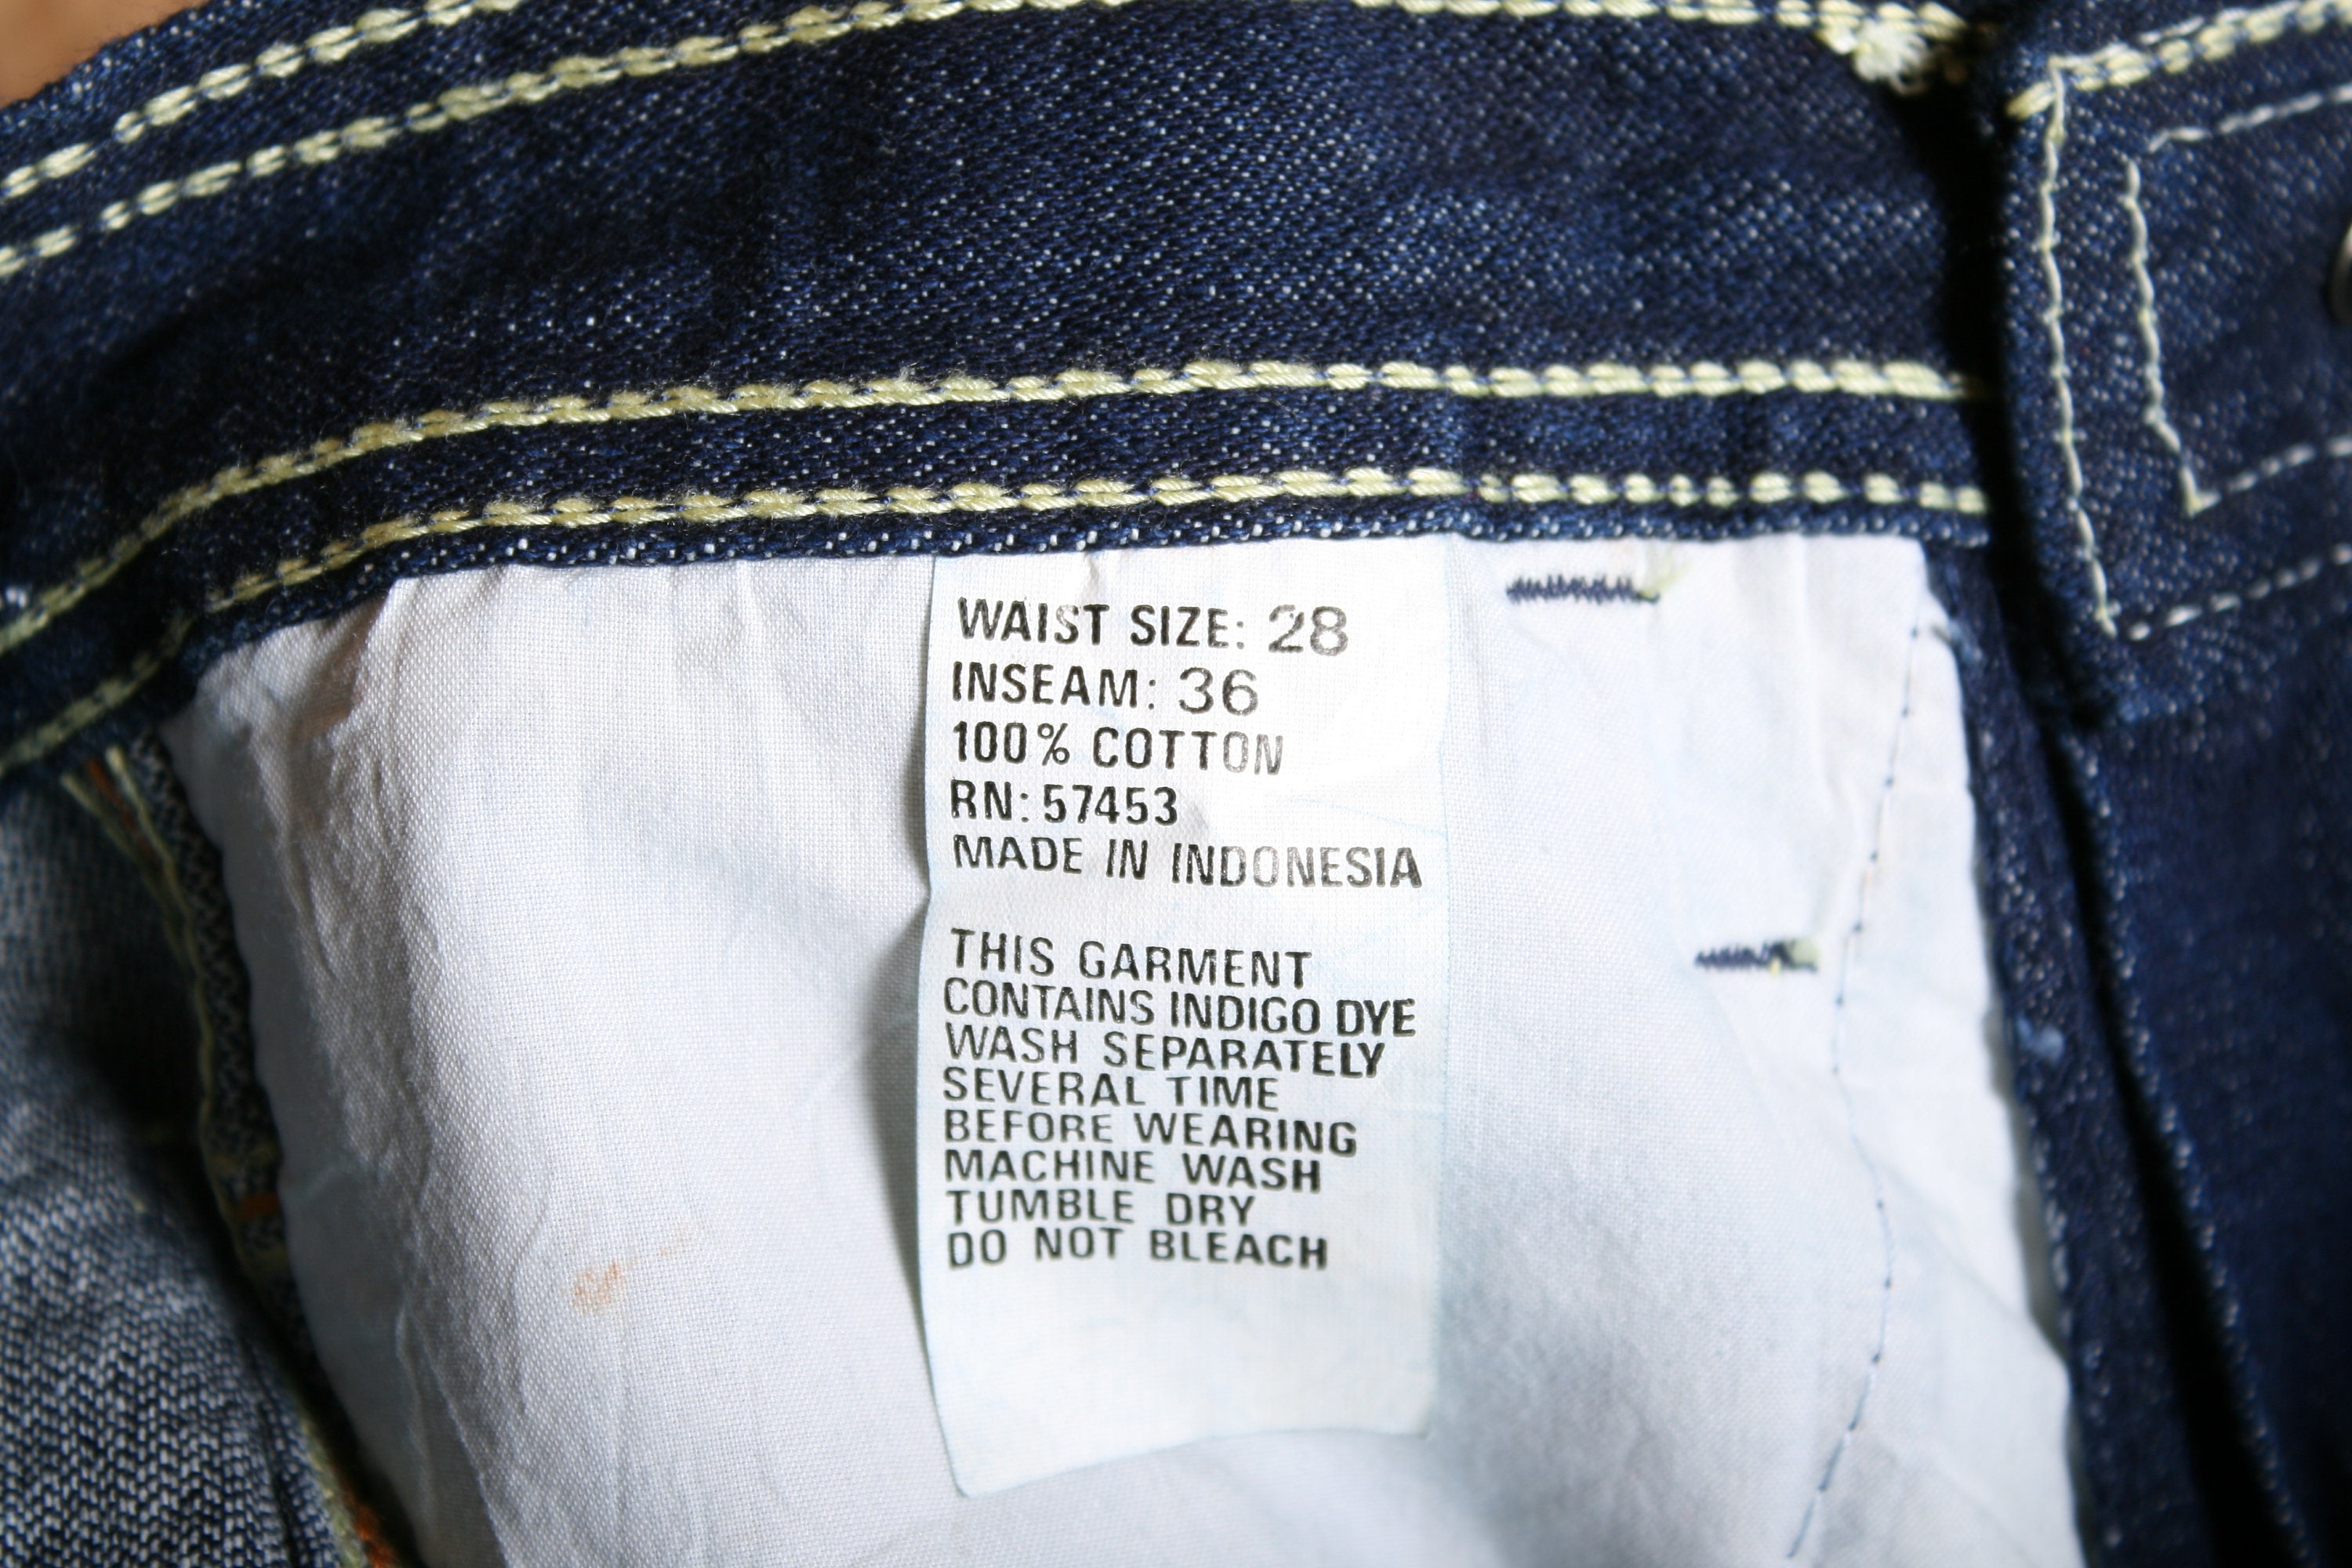 WAIST SIZE: 28
INSEAM: 36
100% COTTON
RN: 57453
MADE IN INDONESIA
THIS GARMENT
CONTAINS INDIGO DYE
WASH SEPARATELY
SEVERAL TIME
BEFORE WEARING
MACHINE WASH
TUMBLE DRY
DO NOT BLEACH